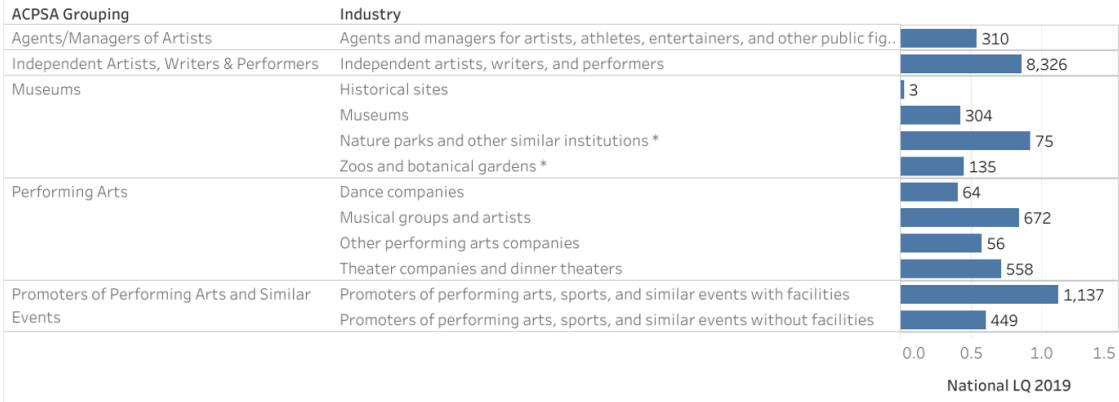 ACPSA Grouping Industry
Agents/Managers of Artists Agents and managers for artists, athletes, entertainers, and other public fig.. 310
Independent Artists, Writers & Performers Independent artists, writers, and performers 8,326
Museums Historical sites 3
Museums 304
Nature parks and other similar institutions * 75
Zoos and botanical gardens * 135
Performing Arts Dance companies 64
Musical groups and artists 672
Other performing arts companies 56
Theater companies and dinner theaters 558
Promoters of Performing Arts and Similar Promoters of performing arts, sports, and similar events with facilities 1,137
Events Promoters of performing arts, sports, and similar events without facilities 449
0.0 0.5 1.0 1.5
National LQ 2019